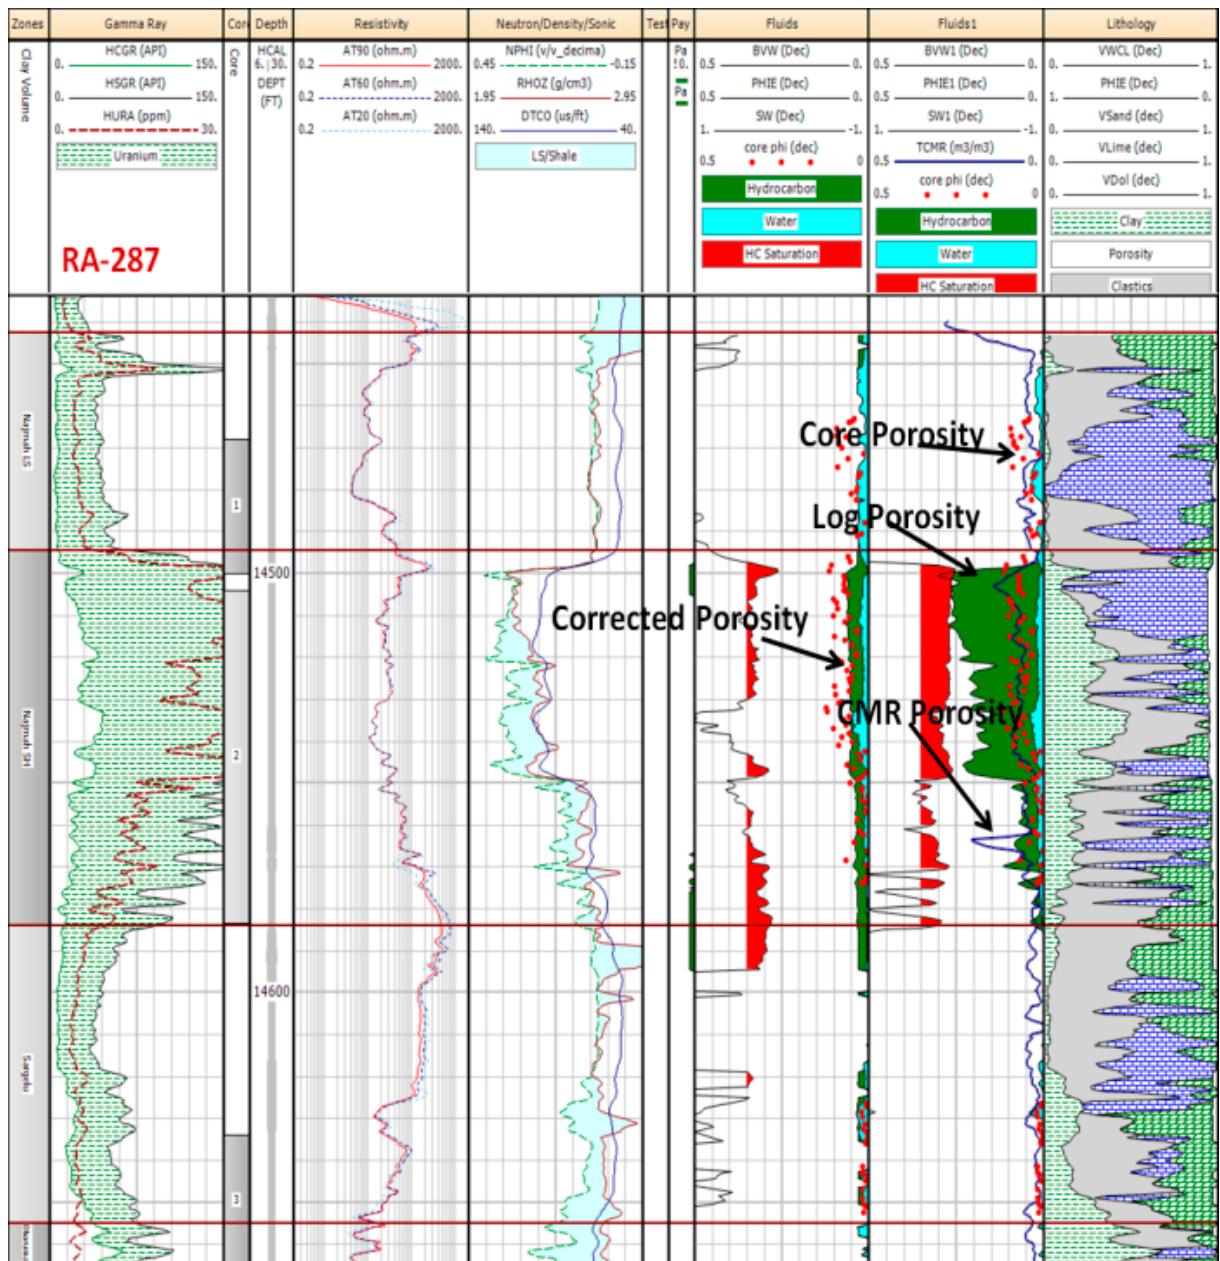 Zones Gamma Ray Core Depth Resistivity Neutron/Density/Sonic Test Pay Fluids Fluids1 Lithology
Clay Volume
HCGR (API)
0. 150.
HSGR (API)
0. 150.
HURA (ppm)
0. 30.
Uranium
RA-287
Core
HCAL
6. 30.
DEPT
(FT)
AT90 (ohm.m)
0.2 2000.
AT60 (ohm.m)
0.2 2000.
AT20 (ohm.m)
0.2 2000.
NPHI (v/v_decima)
0.45 -0.15
RHOZ (g/cm3)
1.95 2.95
DTCO (us/ft)
140. 40.
LS/Shale
Pa
Pa
BVW (Dec)
0.5 0.
PHIE (Dec)
0.5 0.
SW (Dec)
1. -1.
core phi (dec)
0.5 0
Hydrocarbon
Water
HC Saturation
BVW1 (Dec)
0.5 0.
PHIE1 (Dec)
0.5 0.
SW1 (Dec)
1. -1.
TCMR (m3/m3)
0.5 0.
core phi (dec)
0.5 0
Hydrocarbon
Water
HC Saturation
VWCL (Dec)
0. 1.
PHIE (Dec)
1. 0.
VSand (dec)
0. 1.
VLime (dec)
0. 1.
VDol (dec)
0. 1.
Clay
Porosity
Clastics
Najmah LS
Core Porosity
1
Log Porosity
14500
Corrected Porosity
Najmah SH
CMR Porosity
2
14600
Sargelu
3